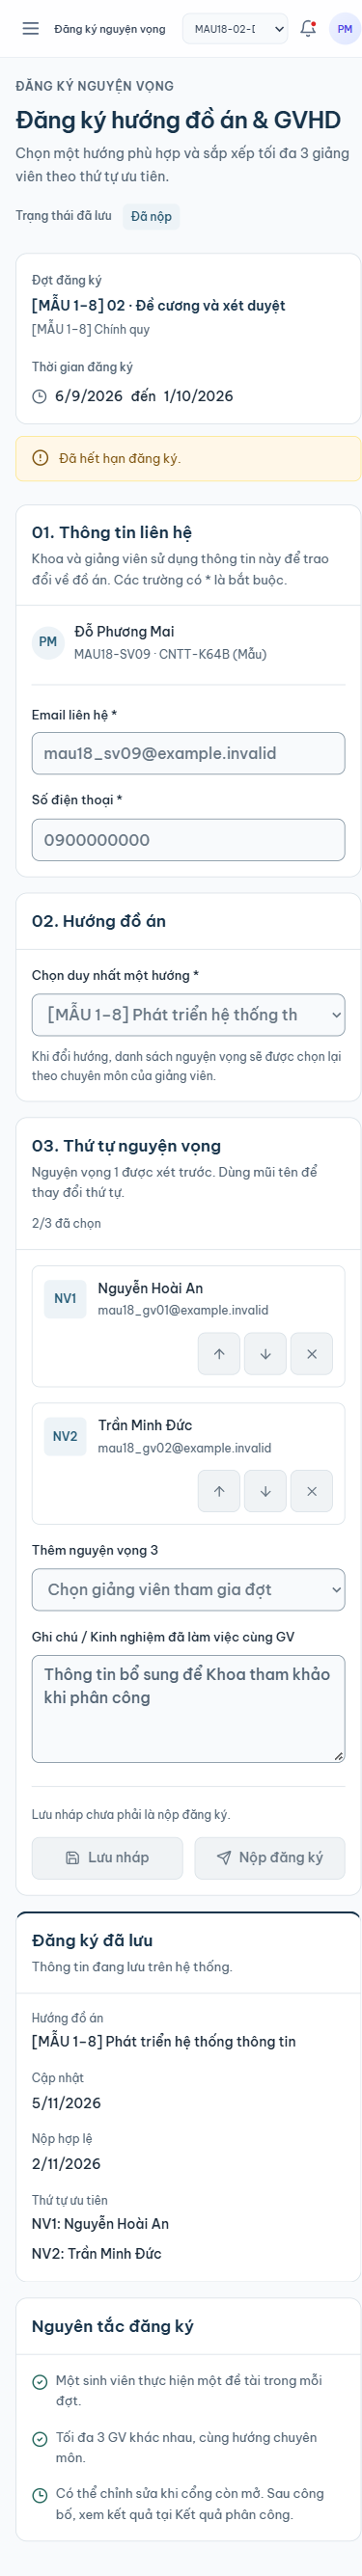 Đăng ký nguyện vọng
MAU18-02-D
PM
ĐĂNG KÝ NGUYỆN VỌNG
Đăng ký hướng đồ án & GVHD
Chọn một hướng phù hợp và sắp xếp tối đa 3 giảng
viên theo thứ tự ưu tiên.
Trạng thái đã lưu
Đã nộp
Đợt đăng ký
[MẪU 1–8] 02 · Đề cương và xét duyệt
[MẪU 1–8] Chính quy
Thời gian đăng ký
6/9/2026 đến 1/10/2026
Đã hết hạn đăng ký.
01. Thông tin liên hệ
Khoa và giảng viên sử dụng thông tin này để trao
đổi về đồ án. Các trường có * là bắt buộc.
PM
Đỗ Phương Mai
MAU18-SV09 · CNTT-K64B (Mẫu)
Email liên hệ *
mau18_sv09@example.invalid
Số điện thoại *
0900000000
02. Hướng đồ án
Chọn duy nhất một hướng *
[MẪU 1–8] Phát triển hệ thống th
Khi đổi hướng, danh sách nguyện vọng sẽ được chọn lại
theo chuyên môn của giảng viên.
03. Thứ tự nguyện vọng
Nguyện vọng 1 được xét trước. Dùng mũi tên để
thay đổi thứ tự.
2/3 đã chọn
NV1
Nguyễn Hoài An
mau18_gv01@example.invalid
NV2
Trần Minh Đức
mau18_gv02@example.invalid
Thêm nguyện vọng 3
Chọn giảng viên tham gia đợt
Ghi chú / Kinh nghiệm đã làm việc cùng GV
Thông tin bổ sung để Khoa tham khảo
khi phân công
Lưu nháp chưa phải là nộp đăng ký.
Lưu nháp
Nộp đăng ký
Đăng ký đã lưu
Thông tin đang lưu trên hệ thống.
Hướng đồ án
[MẪU 1–8] Phát triển hệ thống thông tin
Cập nhật
5/11/2026
Nộp hợp lệ
2/11/2026
Thứ tự ưu tiên
NV1: Nguyễn Hoài An
NV2: Trần Minh Đức
Nguyên tắc đăng ký
Một sinh viên thực hiện một đề tài trong mỗi
đợt.
Tối đa 3 GV khác nhau, cùng hướng chuyên
môn.
Có thể chỉnh sửa khi cổng còn mở. Sau công
bố, xem kết quả tại Kết quả phân công.